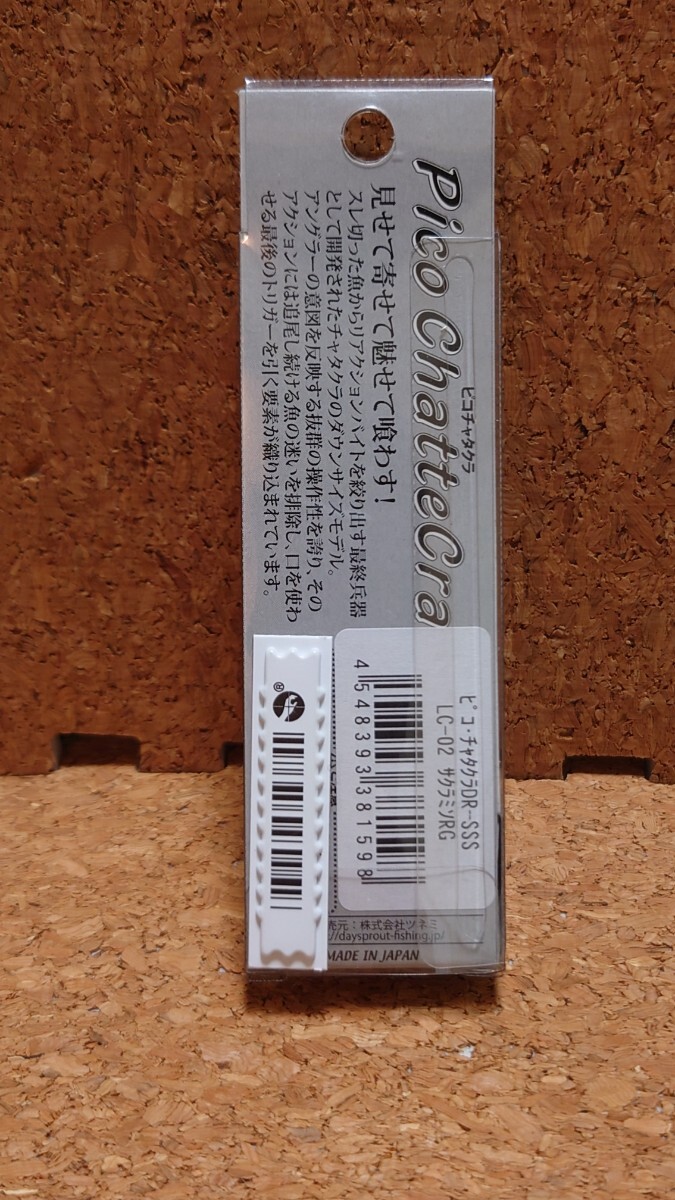 Pico ChatteCra
ピコチャタクラ
見せて寄せて魅せて喰わす!
スレ切った魚からリアクションバイトを絞り出す最終兵器
として開発されたチャタクラのダウンサイズモデル。
アングラーの意図を反映する抜群の操作性を誇り、その
アクションには追尾し続ける魚の迷いを排除し、口を使わ
せる最後のトリガーを引く要素が織り込まれています。
ピコ・チャタクラDR-SSS
LC-02 サクラミソRG
4 548393 381598
®
売元:株式会社ツネミ
://daysprout-fishing.jp/
MADE IN JAPAN